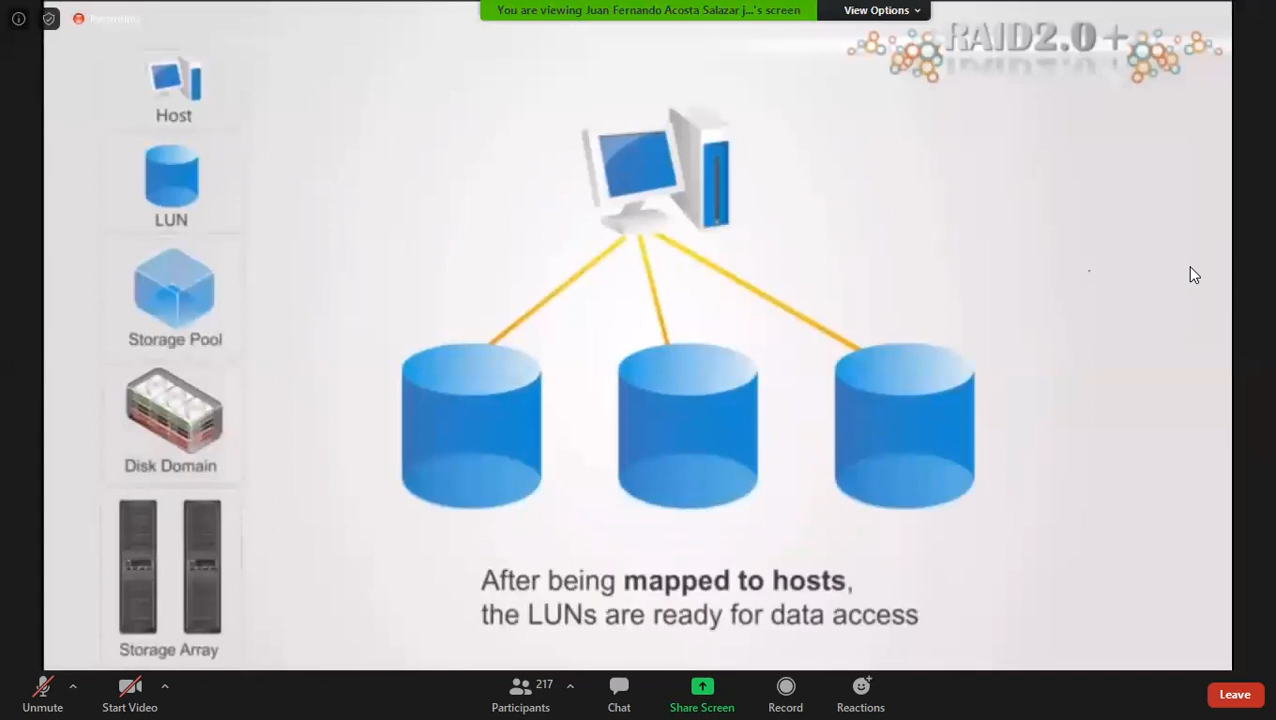 You are viewing Juan Fernando Acosta Salazar j...'s screen
View Options
Recording
RAID2.0+
Host
LUN
Storage Pool
Disk Domain
Storage Array
After being mapped to hosts,
the LUNs are ready for data access
Unmute
Start Video
217
Participants
Chat
Share Screen
Record
Reactions
Leave